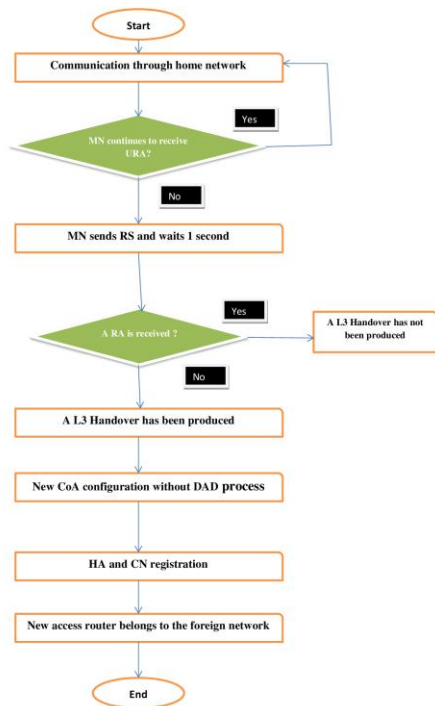 Start
Communication through home network
Yes
MN continues to receive
URA?
No
MN sends RS and waits 1 second
Yes
A RA is received ?
A L3 Handover has not
been produced
No
A L3 Handover has been produced
New CoA configuration without DAD process
HA and CN registration
New access router belongs to the foreign network
End